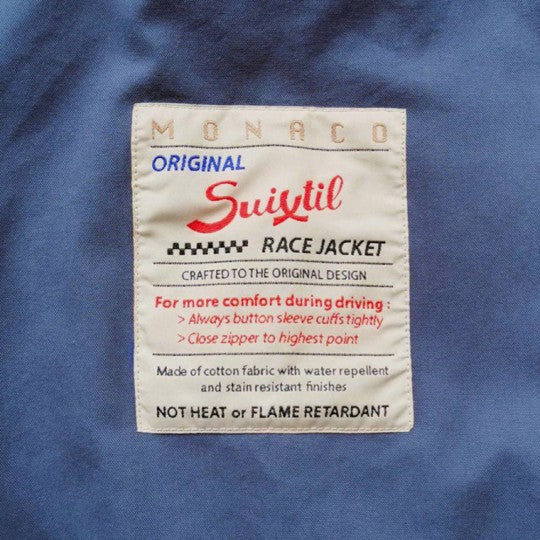 MONACO
ORIGINAL
Suixtil
RACE JACKET
CRAFTED TO THE ORIGINAL DESIGN
For more comfort during driving :
> Always button sleeve cuffs tightly
> Close zipper to highest point
Made of cotton fabric with water repellent
and stain resistant finishes
NOT HEAT or FLAME RETARDANT